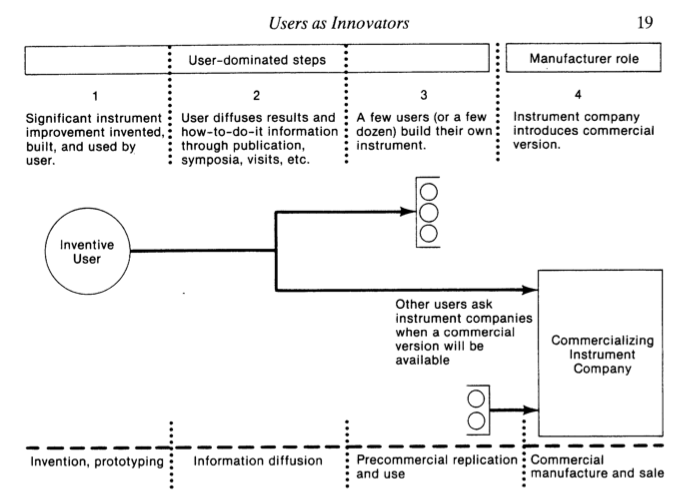 Users as Innovators 19
User-dominated steps
Manufacturer role
1
Significant instrument
improvement invented,
built, and used by
user.
2
User diffuses results and
how-to-do-it information
through publication,
symposia, visits, etc.
3
A few users (or a few
dozen) build their own
instrument.
4
Instrument company
introduces commercial
version.
Inventive
User
Other users ask
instrument companies
when a commercial
version will be
available
Commercializing
Instrument
Company
Invention, prototyping
Information diffusion
Precommercial replication
and use
Commercial
manufacture and sale